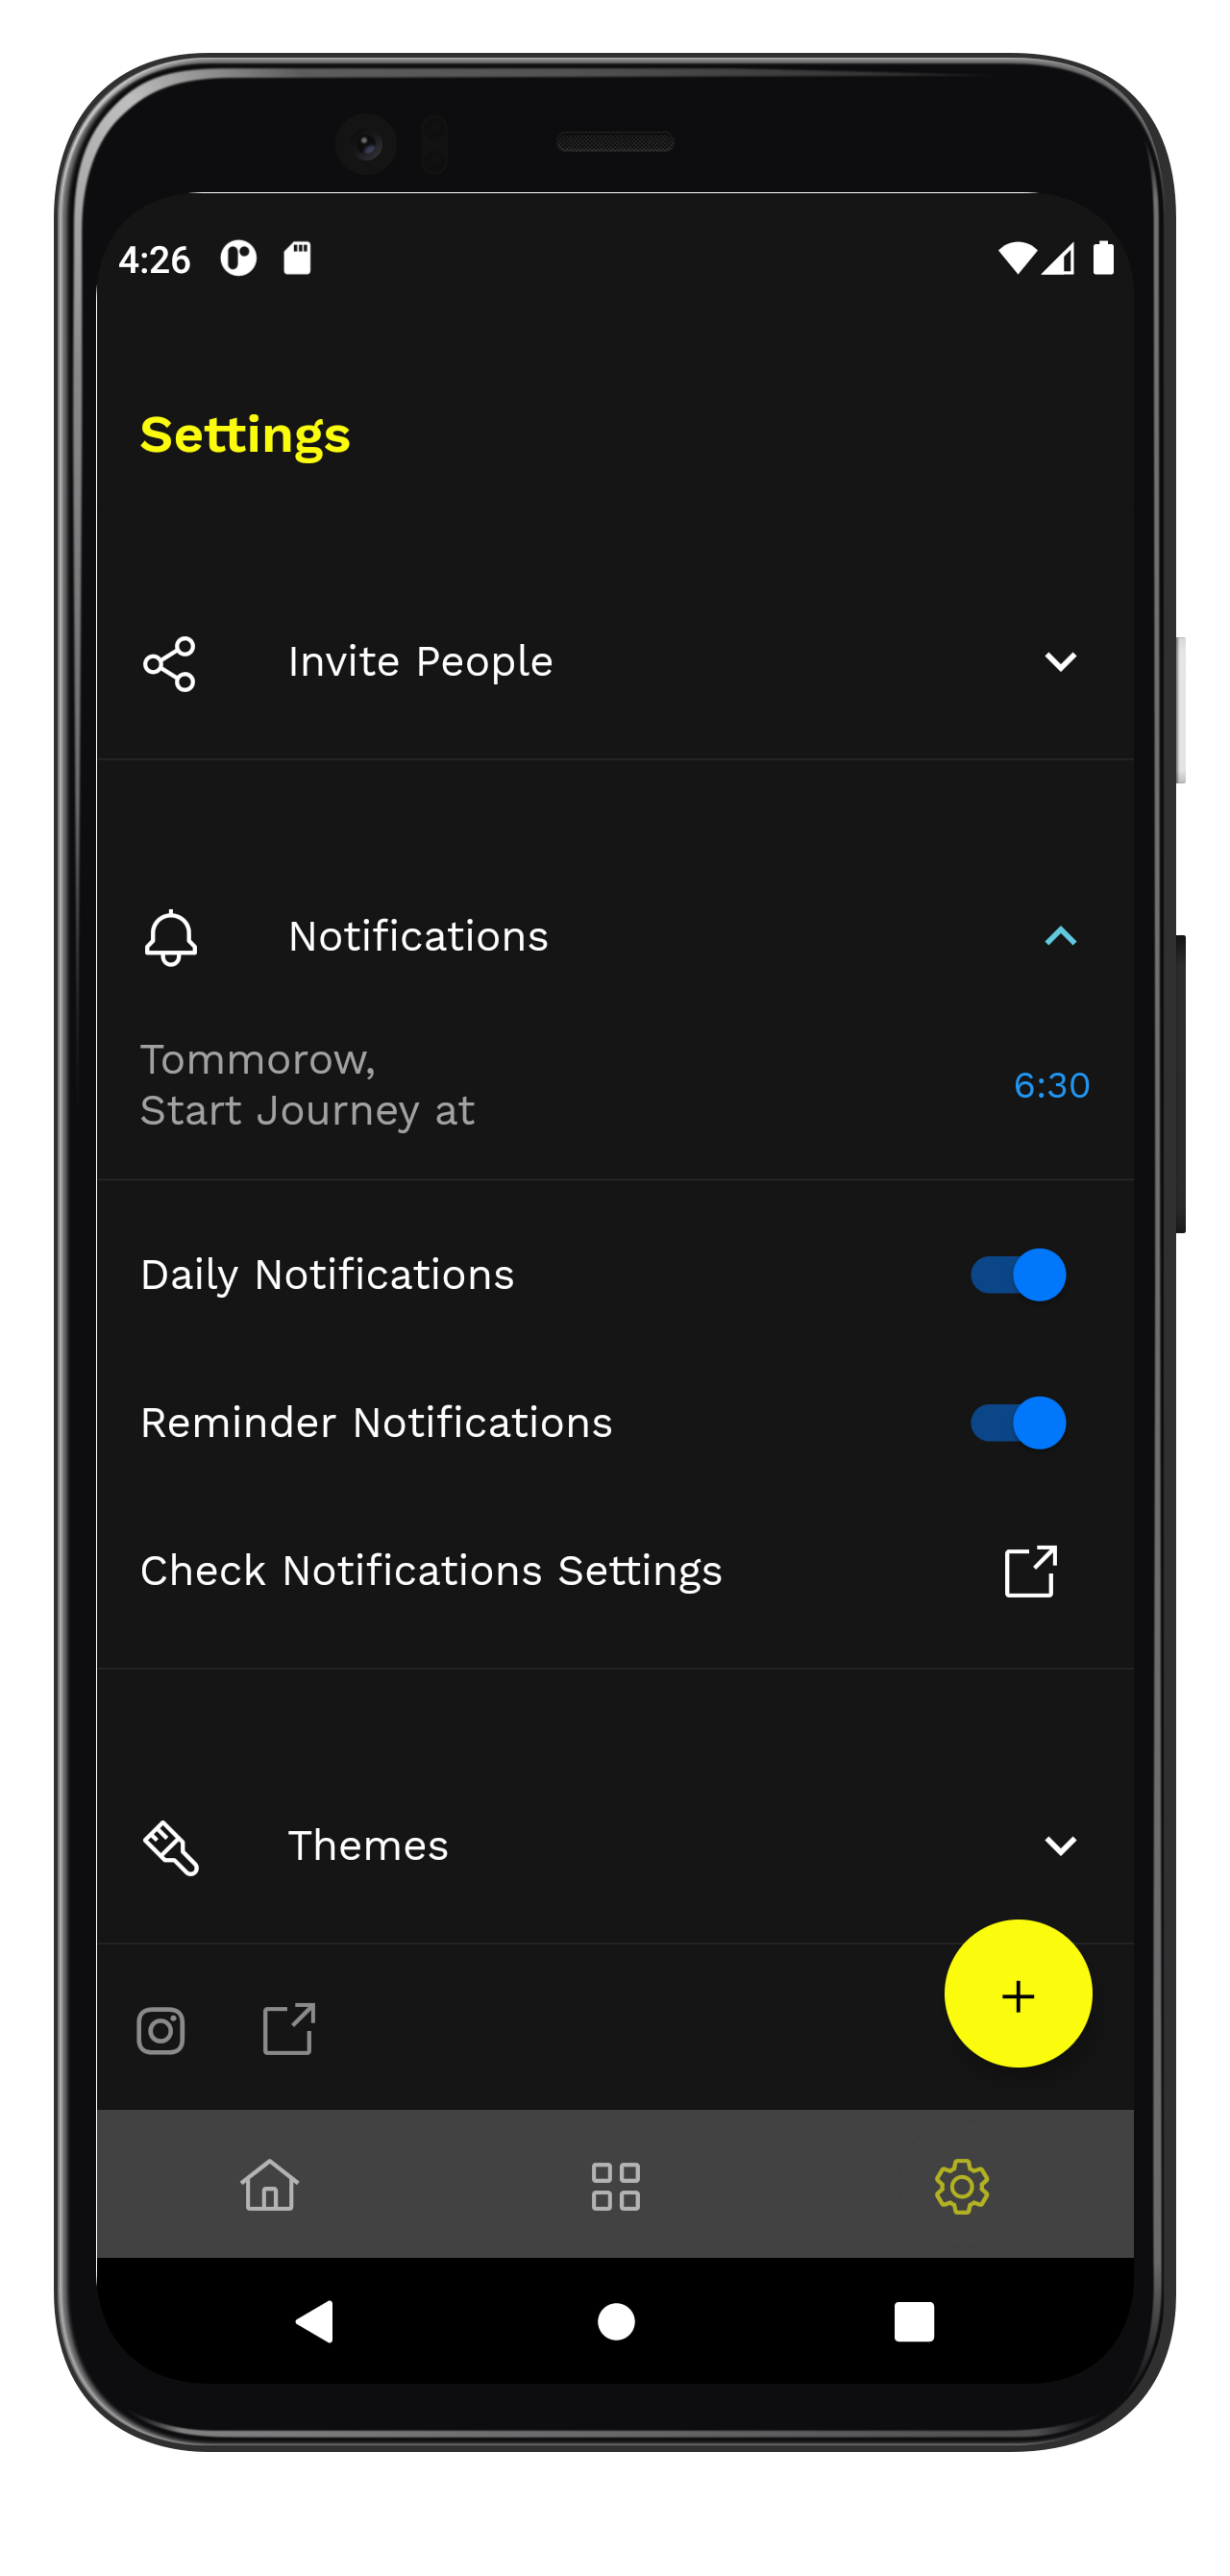 4:26
Settings
Invite People
Notifications
Tommorow,
Start Journey at
6:30
Daily Notifications
Reminder Notifications
Check Notifications Settings
Themes